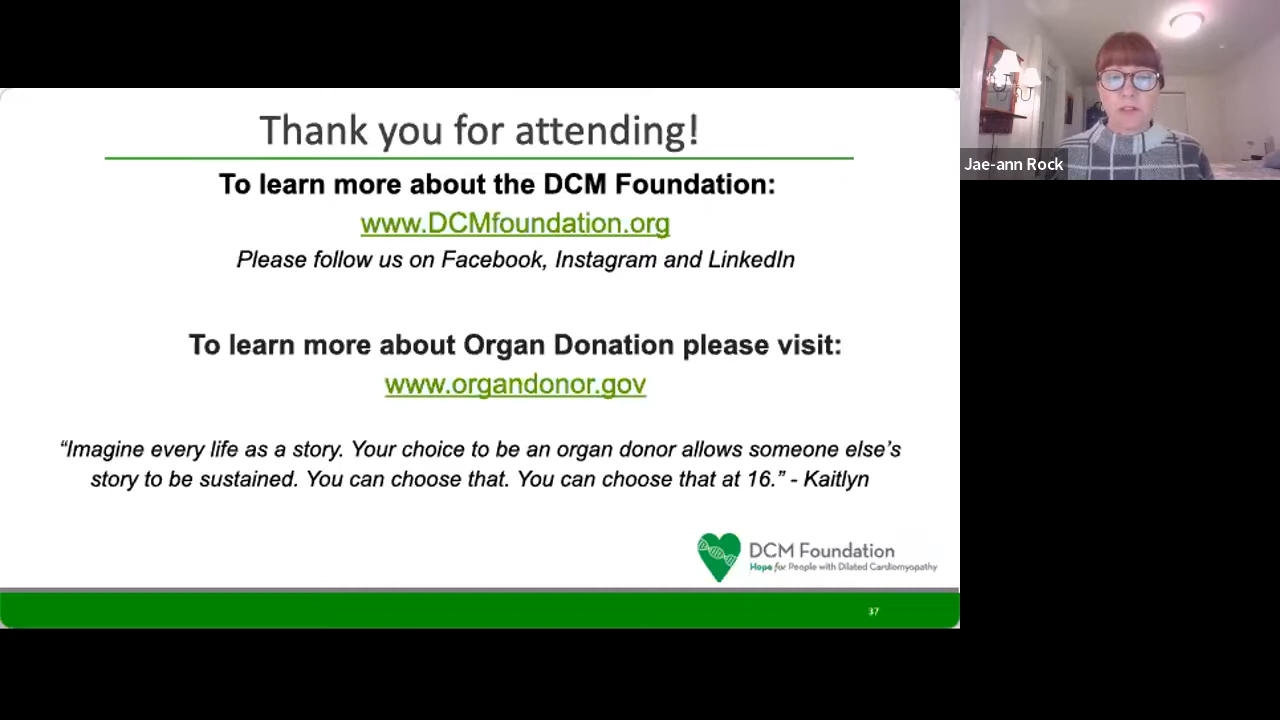 Thank you for attending!
To learn more about the DCM Foundation:
www.DCMfoundation.org
Please follow us on Facebook, Instagram and LinkedIn
To learn more about Organ Donation please visit:
www.organdonor.gov
“Imagine every life as a story. Your choice to be an organ donor allows someone else’s
story to be sustained. You can choose that. You can choose that at 16.” - Kaitlyn
DCM Foundation
Hope for People with Dilated Cardiomyopathy
37
Jae-ann Rock